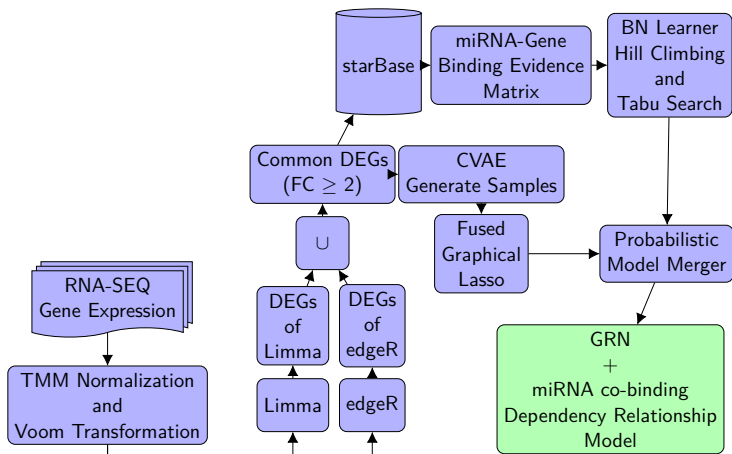 starBase
miRNA-Gene
Binding Evidence
Matrix
BN Learner
Hill Climbing
and
Tabu Search
Common DEGs
(FC ≥ 2)
CVAE
Generate Samples
∪
Fused
Graphical
Lasso
Probabilistic
Model Merger
RNA-SEQ
Gene Expression
DEGs
of
Limma
DEGs
of
edgeR
GRN
+
miRNA co-binding
Dependency Relationship
Model
TMM Normalization
and
Voom Transformation
Limma
edgeR